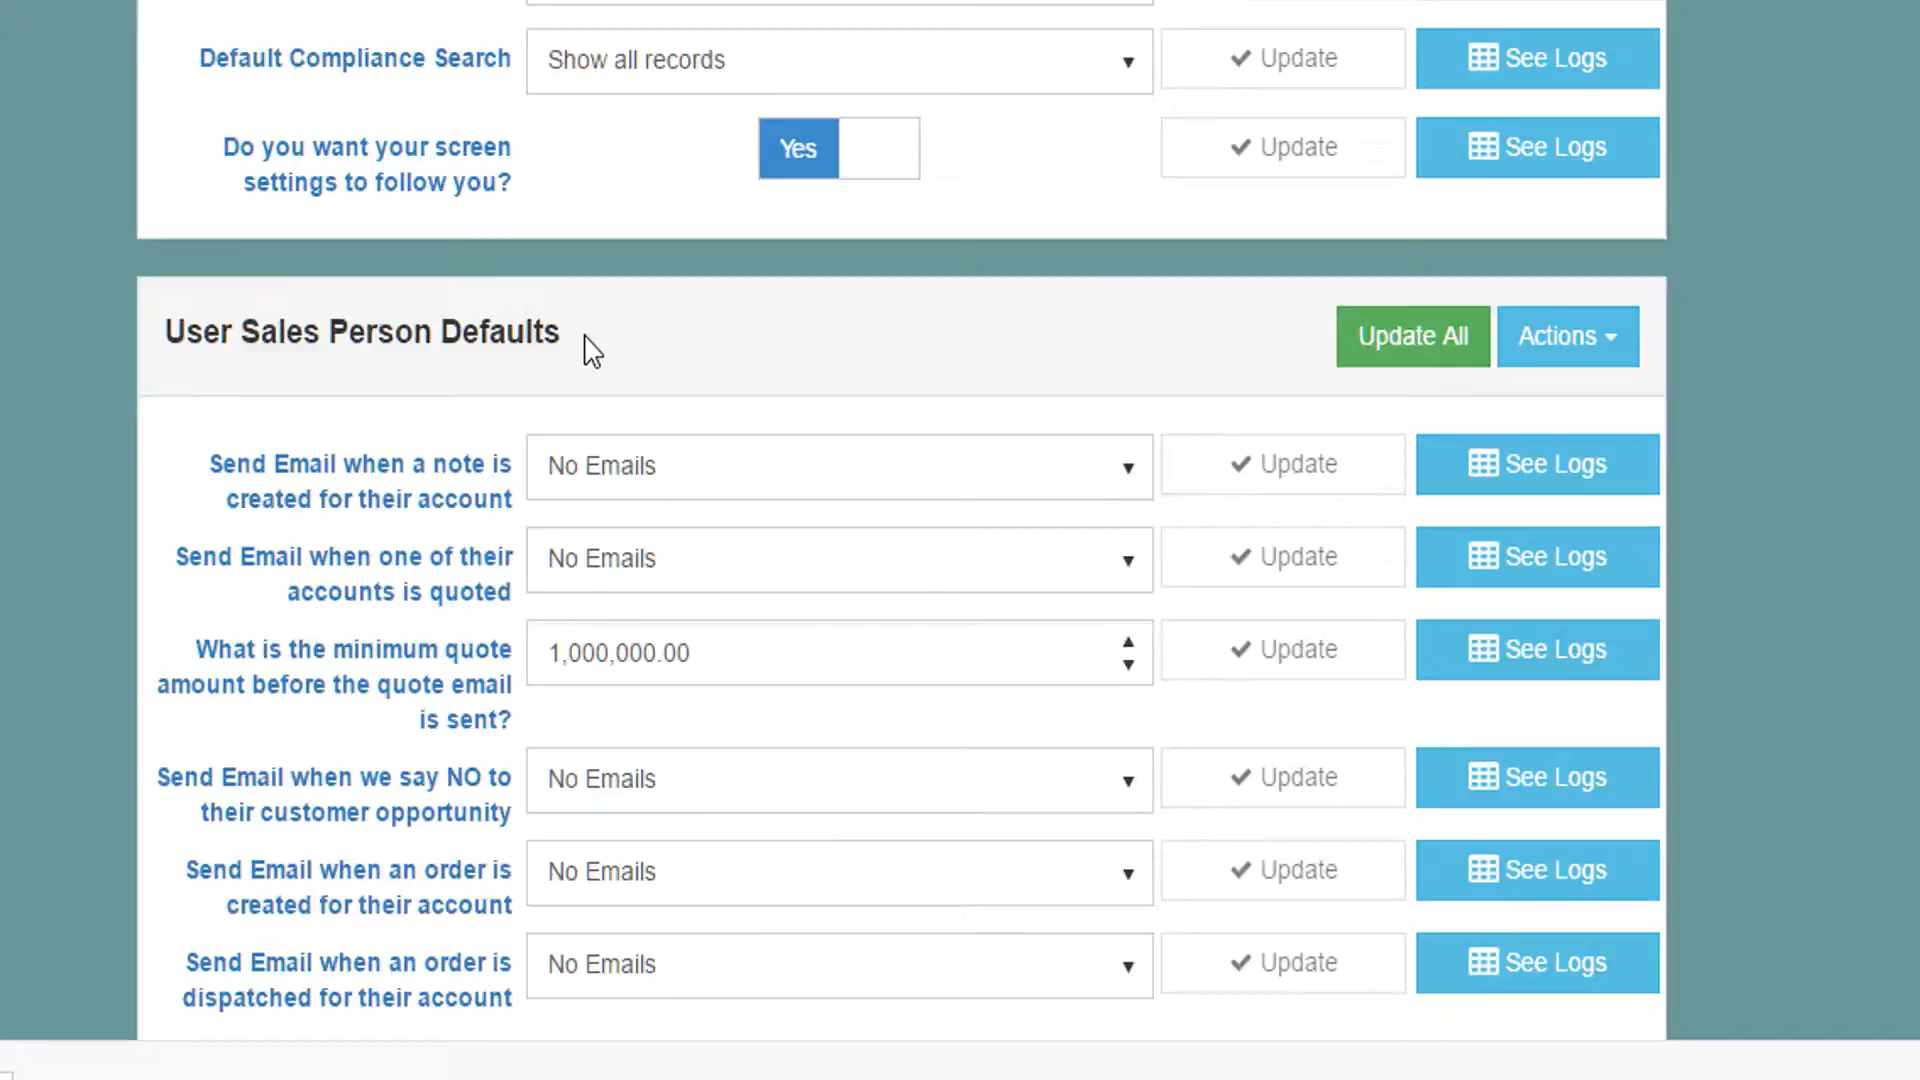 Default Compliance Search Show all records Update See Logs
Do you want your screen Yes Update See Logs
settings to follow you?
User Sales Person Defaults Update All Actions
Send Email when a note is No Emails Update See Logs
created for their account
Send Email when one of their No Emails Update See Logs
accounts is quoted
What is the minimum quote 1,000,000.00 Update See Logs
amount before the quote email
is sent?
Send Email when we say NO to No Emails Update See Logs
their customer opportunity
Send Email when an order is No Emails Update See Logs
created for their account
Send Email when an order is No Emails Update See Logs
dispatched for their account